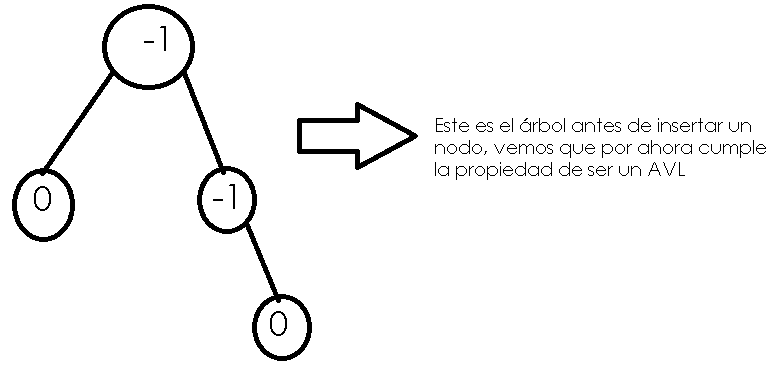 -1
0
-1
0
Este es el árbol antes de insertar un
nodo, vemos que por ahora cumple
la propiedad de ser un AVL